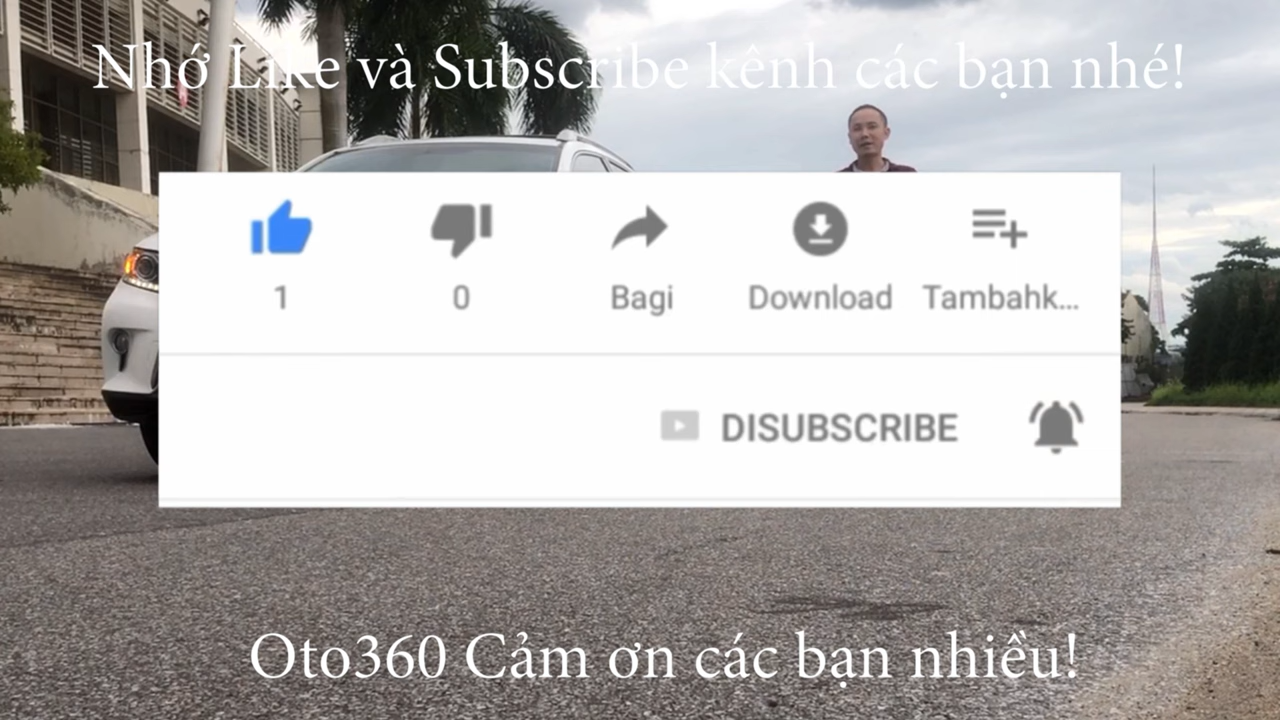 Nhớ Like và Subscribe kênh các bạn nhé!
1 0 Bagi Download Tambahk...
DISUBSCRIBE
Oto360 Cảm ơn các bạn nhiều!